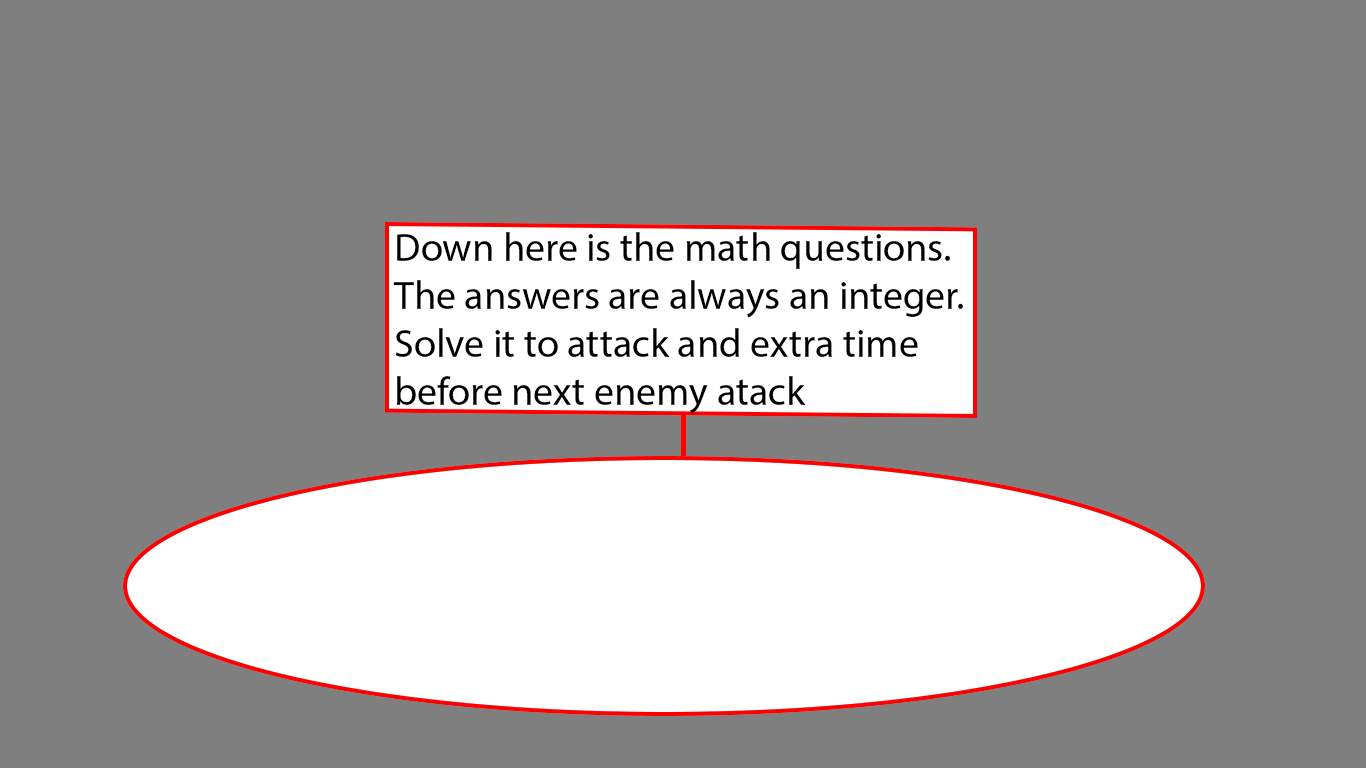 Down here is the math questions.
The answers are always an integer.
Solve it to attack and extra time
before next enemy atack